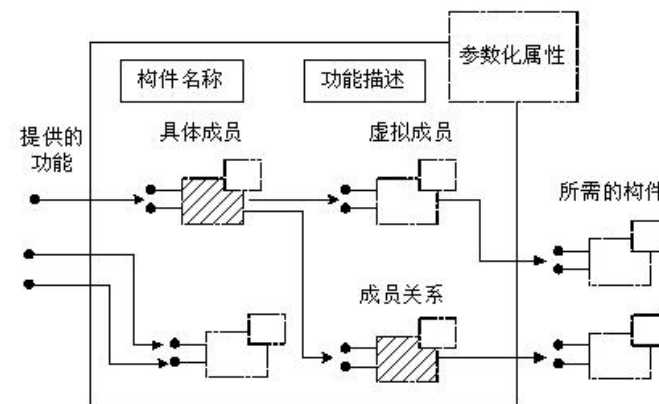 参数化属性
构件名称
功能描述
提供的
功能
具体成员
虚拟成员
所需的构件
成员关系